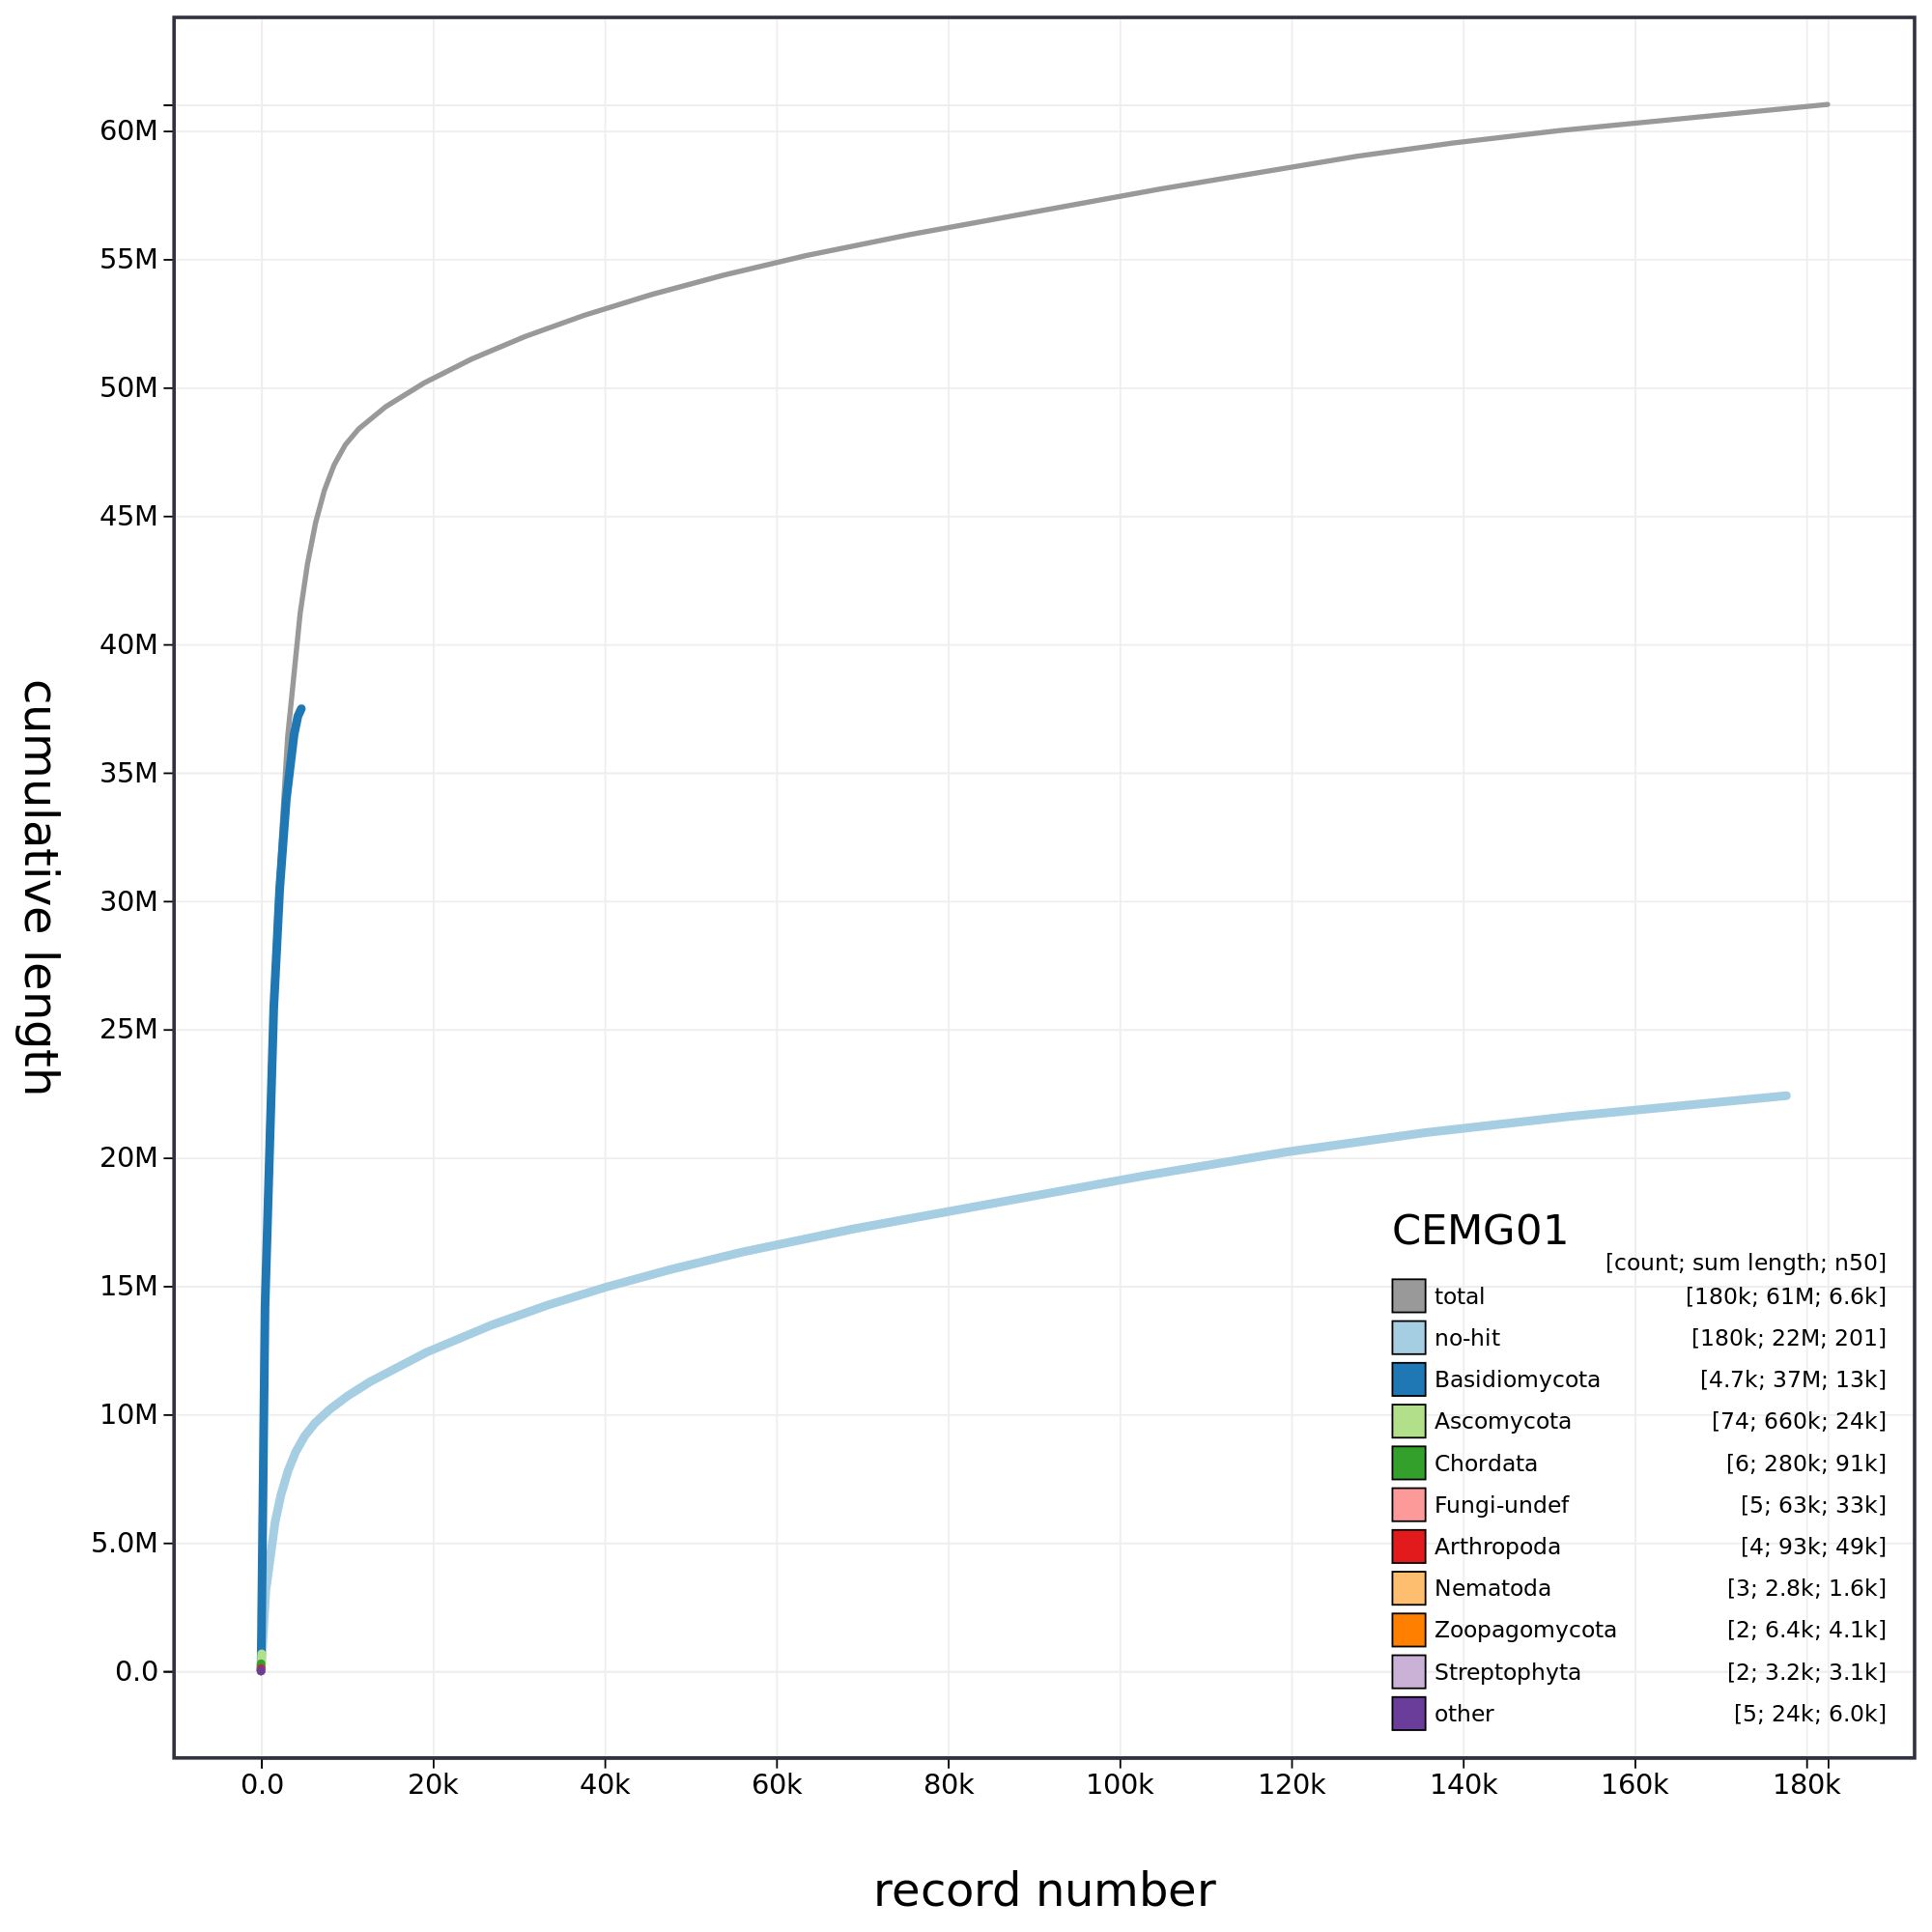 60M
55M
50M
45M
40M
35M
30M
25M
20M
15M
10M
5.0M
0.0
cumulative length
CEMG01
[count; sum length; n50]
total [180k; 61M; 6.6k]
no-hit [180k; 22M; 201]
Basidiomycota [4.7k; 37M; 13k]
Ascomycota [74; 660k; 24k]
Chordata [6; 280k; 91k]
Fungi-undef [5; 63k; 33k]
Arthropoda [4; 93k; 49k]
Nematoda [3; 2.8k; 1.6k]
Zoopagomycota [2; 6.4k; 4.1k]
Streptophyta [2; 3.2k; 3.1k]
other [5; 24k; 6.0k]
0.0 20k 40k 60k 80k 100k 120k 140k 160k 180k
record number